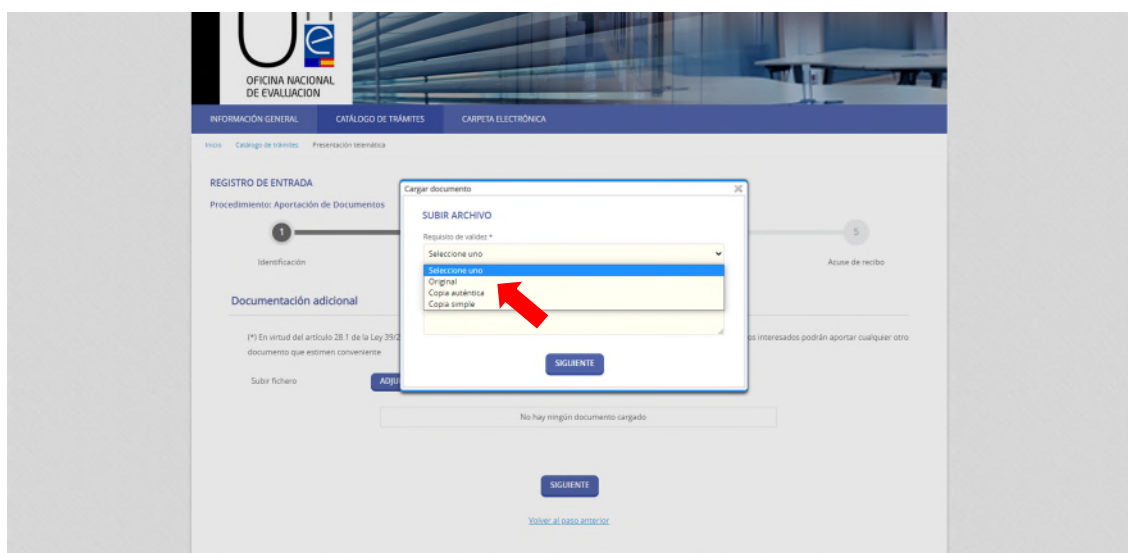 OFICINA NACIONAL
DE EVALUACION
INFORMACIÓN GENERAL CATÁLOGO DE TRÁMITES CARPETA ELECTRÓNICA
Inicio Catálogo de trámites Presentación telemática
REGISTRO DE ENTRADA
Procedimiento: Aportación de Documentos
1
5
Identificación
Acuse de recibo
Cargar documento
SUBIR ARCHIVO
Requisito de validez *
Seleccione uno
Seleccione uno
Original
Copia auténtica
Copia simple
SIGUIENTE
Documentación adicional
(*) En virtud del artículo 28.1 de la Ley 39/2 os interesados podrán aportar cualquier otro
documento que estimen conveniente
Subir fichero ADJU
No hay ningún documento cargado
SIGUIENTE
Volver al paso anterior